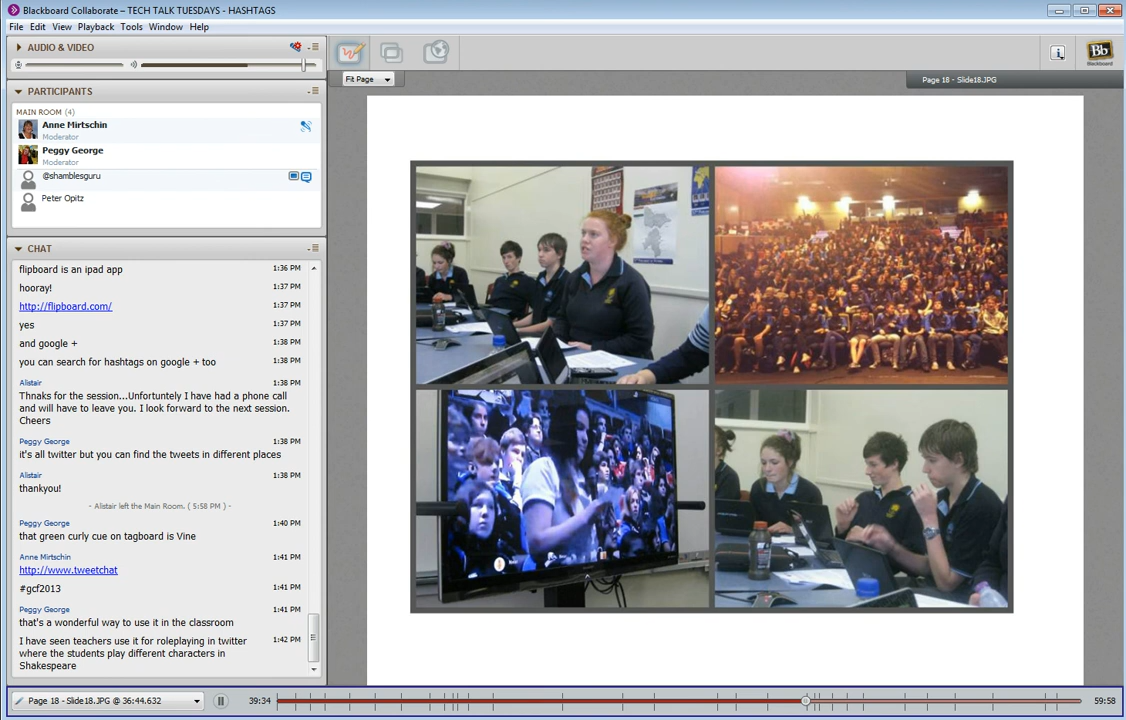 Blackboard Collaborate – TECH TALK TUESDAYS - HASHTAGS
File Edit View Playback Tools Window Help
AUDIO & VIDEO
PARTICIPANTS
MAIN ROOM (4)
Anne Mirtschin
Moderator
Peggy George
Moderator
@shamblesguru
Peter Opitz
CHAT
flipboard is an ipad app 1:36 PM
hooray! 1:37 PM
http://flipboard.com/ 1:37 PM
yes 1:37 PM
and google + 1:38 PM
you can search for hashtags on google + too 1:38 PM
Alistair 1:38 PM
Thnaks for the session...Unfortuntely I have had a phone call
and will have to leave you. I look forward to the next session.
Cheers
Peggy George 1:38 PM
it's all twitter but you can find the tweets in different places
Alistair 1:38 PM
thankyou!
- Alistair left the Main Room. ( 5:58 PM ) -
Peggy George 1:40 PM
that green curly cue on tagboard is Vine
Anne Mirtschin 1:41 PM
http://www.tweetchat
#gcf2013 1:41 PM
Peggy George 1:41 PM
that's a wonderful way to use it in the classroom
I have seen teachers use it for roleplaying in twitter 1:42 PM
where the students play different characters in
Shakespeare
Fit Page
Page 18 - Slide18.JPG
Bb
Blackboard
Page 18 - Slide18.JPG @ 36:44.632
39:34
59:58